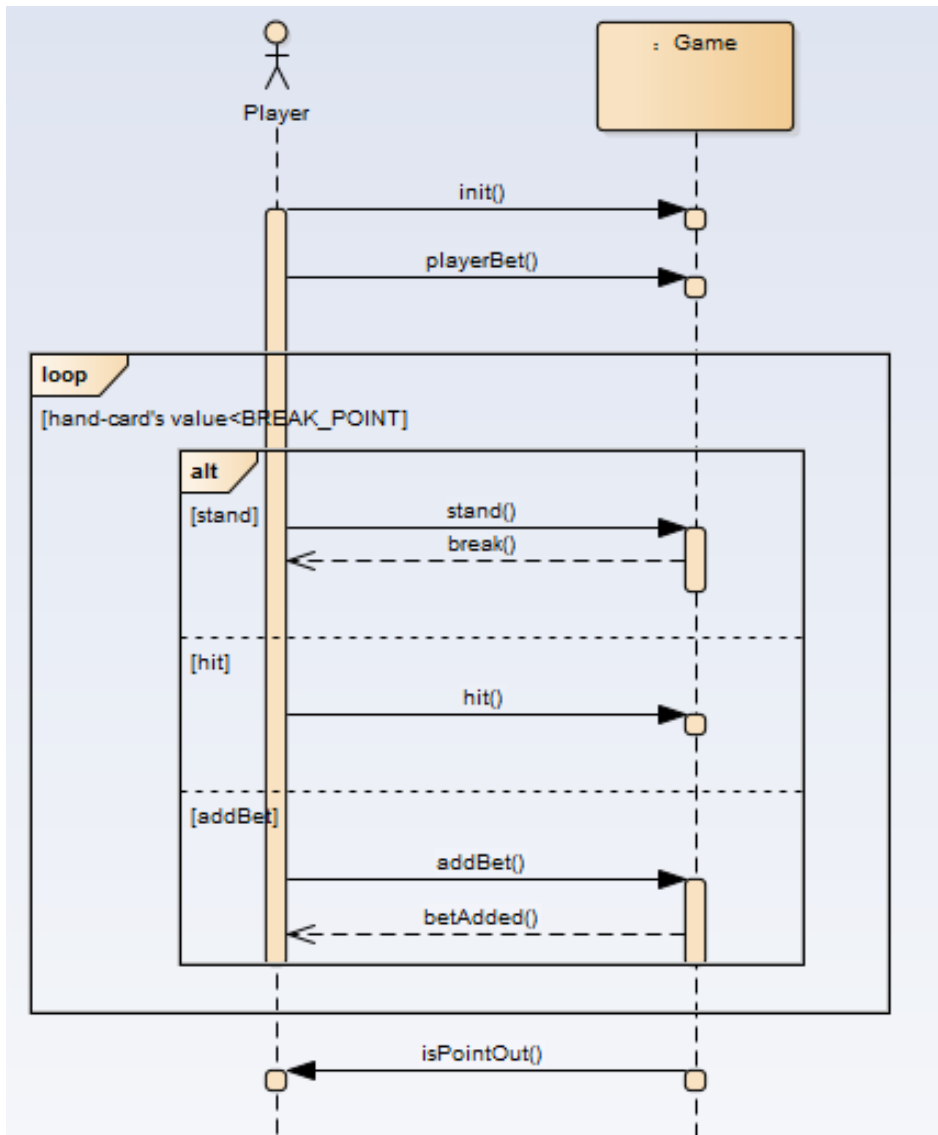 : Game
Player
init()
playerBet()
loop
[hand-card's value<BREAK_POINT]
alt
[stand]
stand()
break()
[hit]
hit()
[addBet]
addBet()
betAdded()
isPointOut()